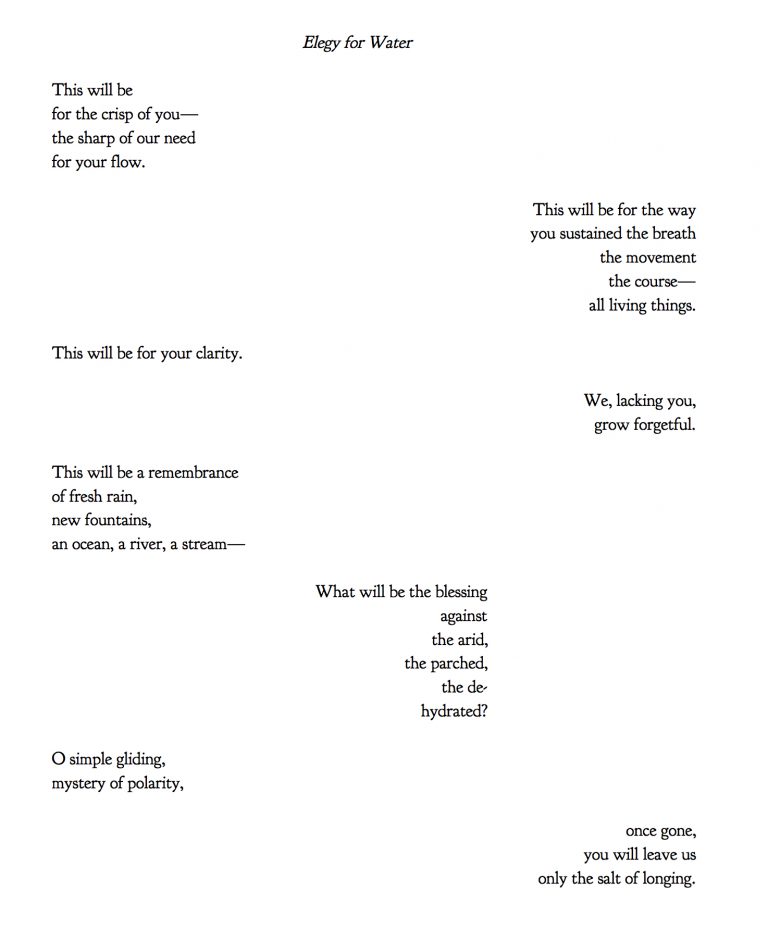 Elegy for Water
This will be
for the crisp of you—
the sharp of our need
for your flow.
This will be for the way
you sustained the breath
the movement
the course—
all living things.
This will be for your clarity.
We, lacking you,
grow forgetful.
This will be a remembrance
of fresh rain,
new fountains,
an ocean, a river, a stream—
What will be the blessing
against
the arid,
the parched,
the de-
hydrated?
O simple gliding,
mystery of polarity,
once gone,
you will leave us
only the salt of longing.